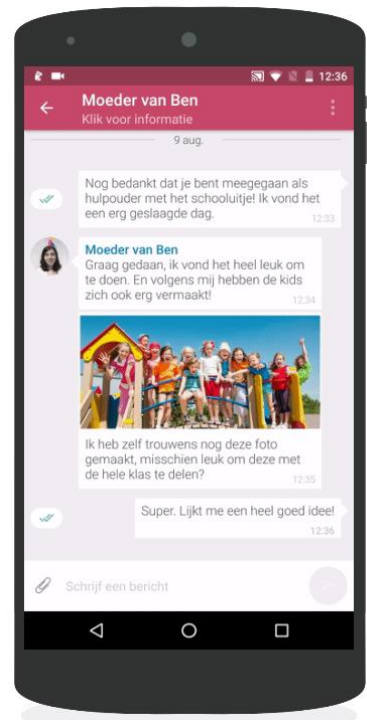 12:36
Moeder van Ben
Klik voor informatie
9 aug.
Nog bedankt dat je bent meegegaan als
hulpouder met het schooluitje! Ik vond het
een erg geslaagde dag.
12:33
Moeder van Ben
Graag gedaan, ik vond het heel leuk om
te doen. En volgens mij hebben de kids
zich ook erg vermaakt!
12:34
Ik heb zelf trouwens nog deze foto
gemaakt, misschien leuk om deze met
de hele klas te delen?
12:35
Super. Lijkt me een heel goed idee!
12:36
Schrijf een bericht